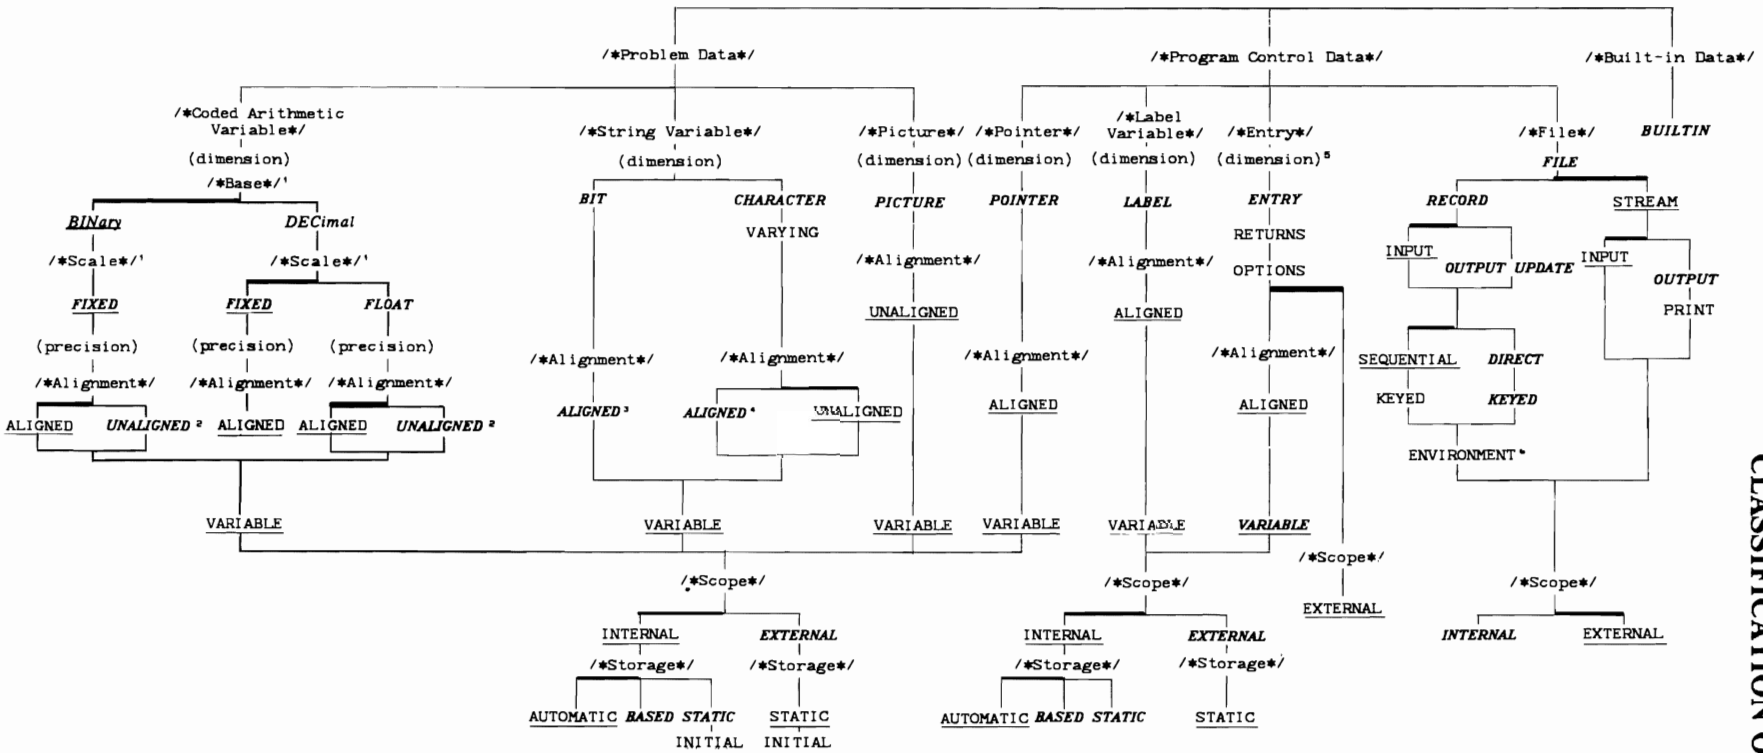 /*Problem Data*/ /*Program Control Data*/ /*Built-in Data*/
/*Coded Arithmetic
Variable*/ /*String Variable*/ /*Picture*/ /*Pointer*/ /*Label
Variable*/ /*Entry*/ /*File*/ BUILTIN
(dimension) (dimension) (dimension) (dimension) (dimension) (dimension)⁵ FILE
/*Base*/¹
BIT CHARACTER PICTURE POINTER LABEL ENTRY RECORD STREAM
BINary DECimal VARYING RETURNS
/*Scale*/¹ /*Scale*/¹ /*Alignment*/ /*Alignment*/ OPTIONS INPUT OUTPUT UPDATE INPUT OUTPUT
FIXED FIXED FLOAT UNALIGNED ALIGNED PRINT
(precision) (precision) (precision) /*Alignment*/ /*Alignment*/ /*Alignment*/ /*Alignment*/ SEQUENTIAL DIRECT
/*Alignment*/ /*Alignment*/ /*Alignment*/ KEYED KEYED
ALIGNED UNALIGNED² ALIGNED ALIGNED UNALIGNED² ALIGNED³ ALIGNED⁴ UNALIGNED ALIGNED ALIGNED
ENVIRONMENT⁶
VARIABLE VARIABLE VARIABLE VARIABLE VARIABLE VARIABLE
/*Scope*/
/*Scope*/ /*Scope*/ EXTERNAL /*Scope*/
INTERNAL EXTERNAL INTERNAL EXTERNAL INTERNAL EXTERNAL
/*Storage*/ /*Storage*/ /*Storage*/ /*Storage*/
AUTOMATIC BASED STATIC STATIC AUTOMATIC BASED STATIC STATIC
INITIAL INITIAL
CLASSIFICATION